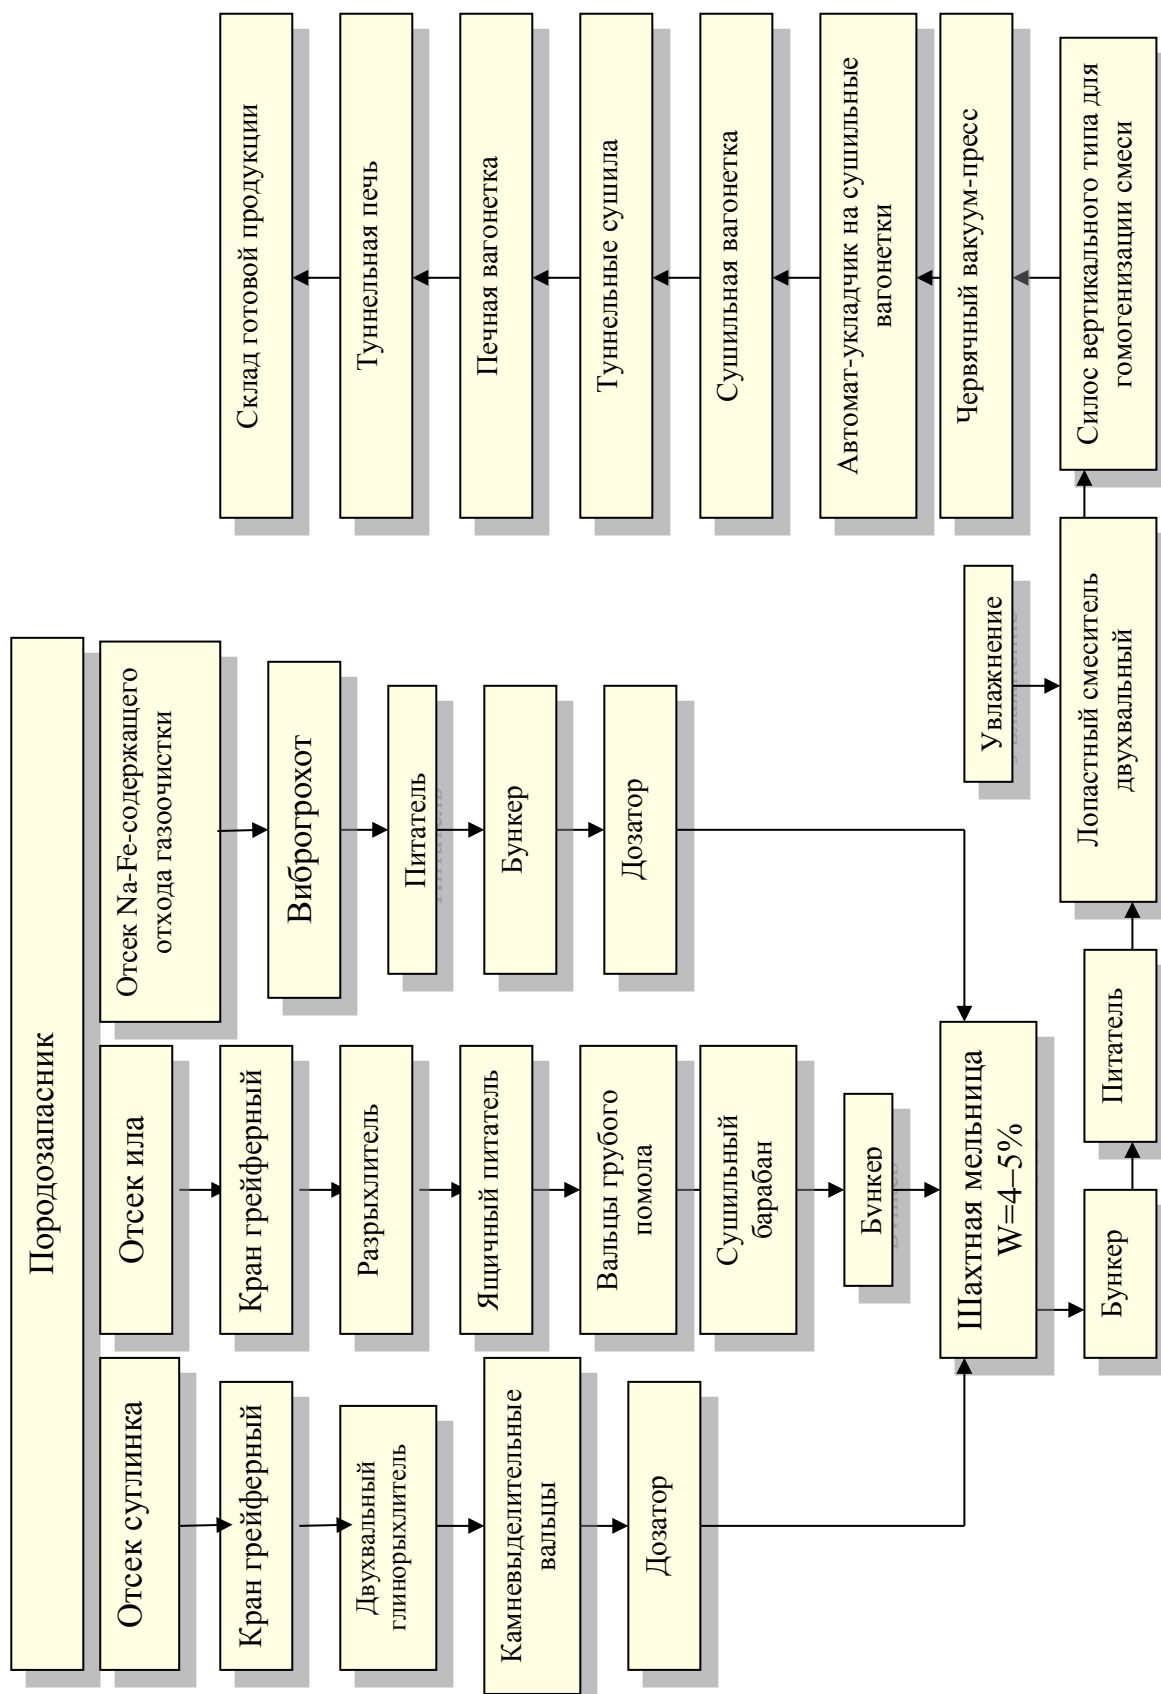 Породозапасник
Отсек суглинка
Кран грейферный
Двухвальный
глинорыхлитель
Камневыделительные
вальцы
Дозатор
Отсек ила
Кран грейферный
Разрыхлитель
Ящичный питатель
Вальцы грубого
помола
Сушильный
барабан
Бункер
Отсек Na-Fe-содержащего
отхода газоочистки
Виброгрохот
Питатель
Бункер
Дозатор
Шахтная мельница
W=4–5%
Бункер
Питатель
Увлажнение
Лопастный смеситель
двухвальный
Силос вертикального типа для
гомогенизации смеси
Червячный вакуум-пресс
Автомат-укладчик на сушильные
вагонетки
Сушильная вагонетка
Туннельные сушила
Печная вагонетка
Туннельная печь
Склад готовой продукции